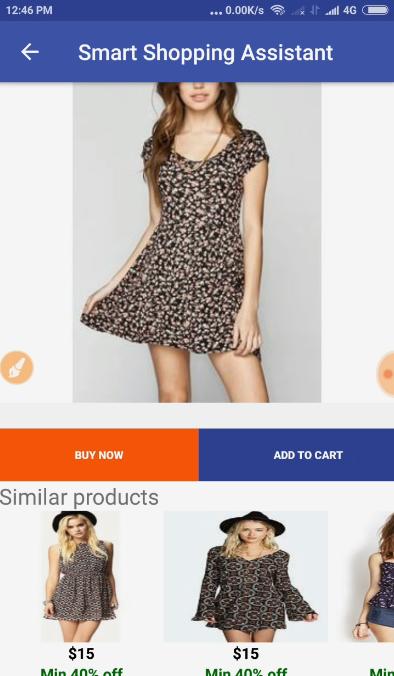 12:46 PM ... 0.00K/s 4G
Smart Shopping Assistant
BUY NOW ADD TO CART
Similar products
$15 $15
Min 40% off Min 40% off Min